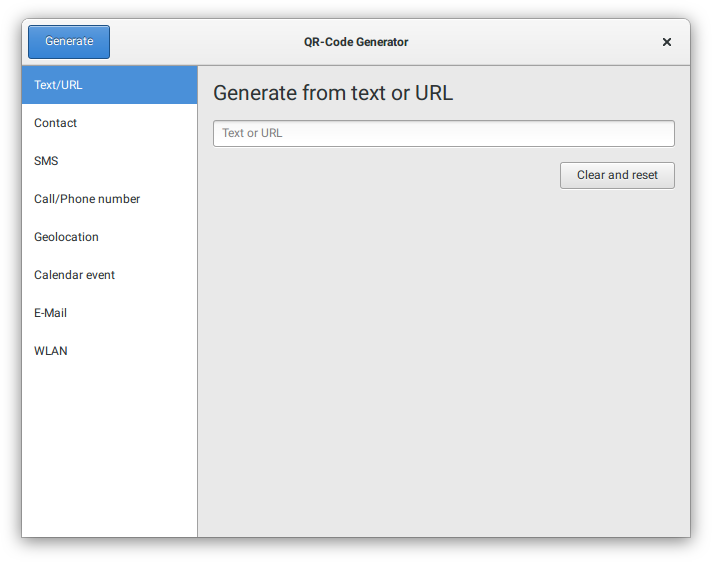 Generate
QR-Code Generator
Text/URL
Contact
SMS
Call/Phone number
Geolocation
Calendar event
E-Mail
WLAN
Generate from text or URL
Text or URL
Clear and reset